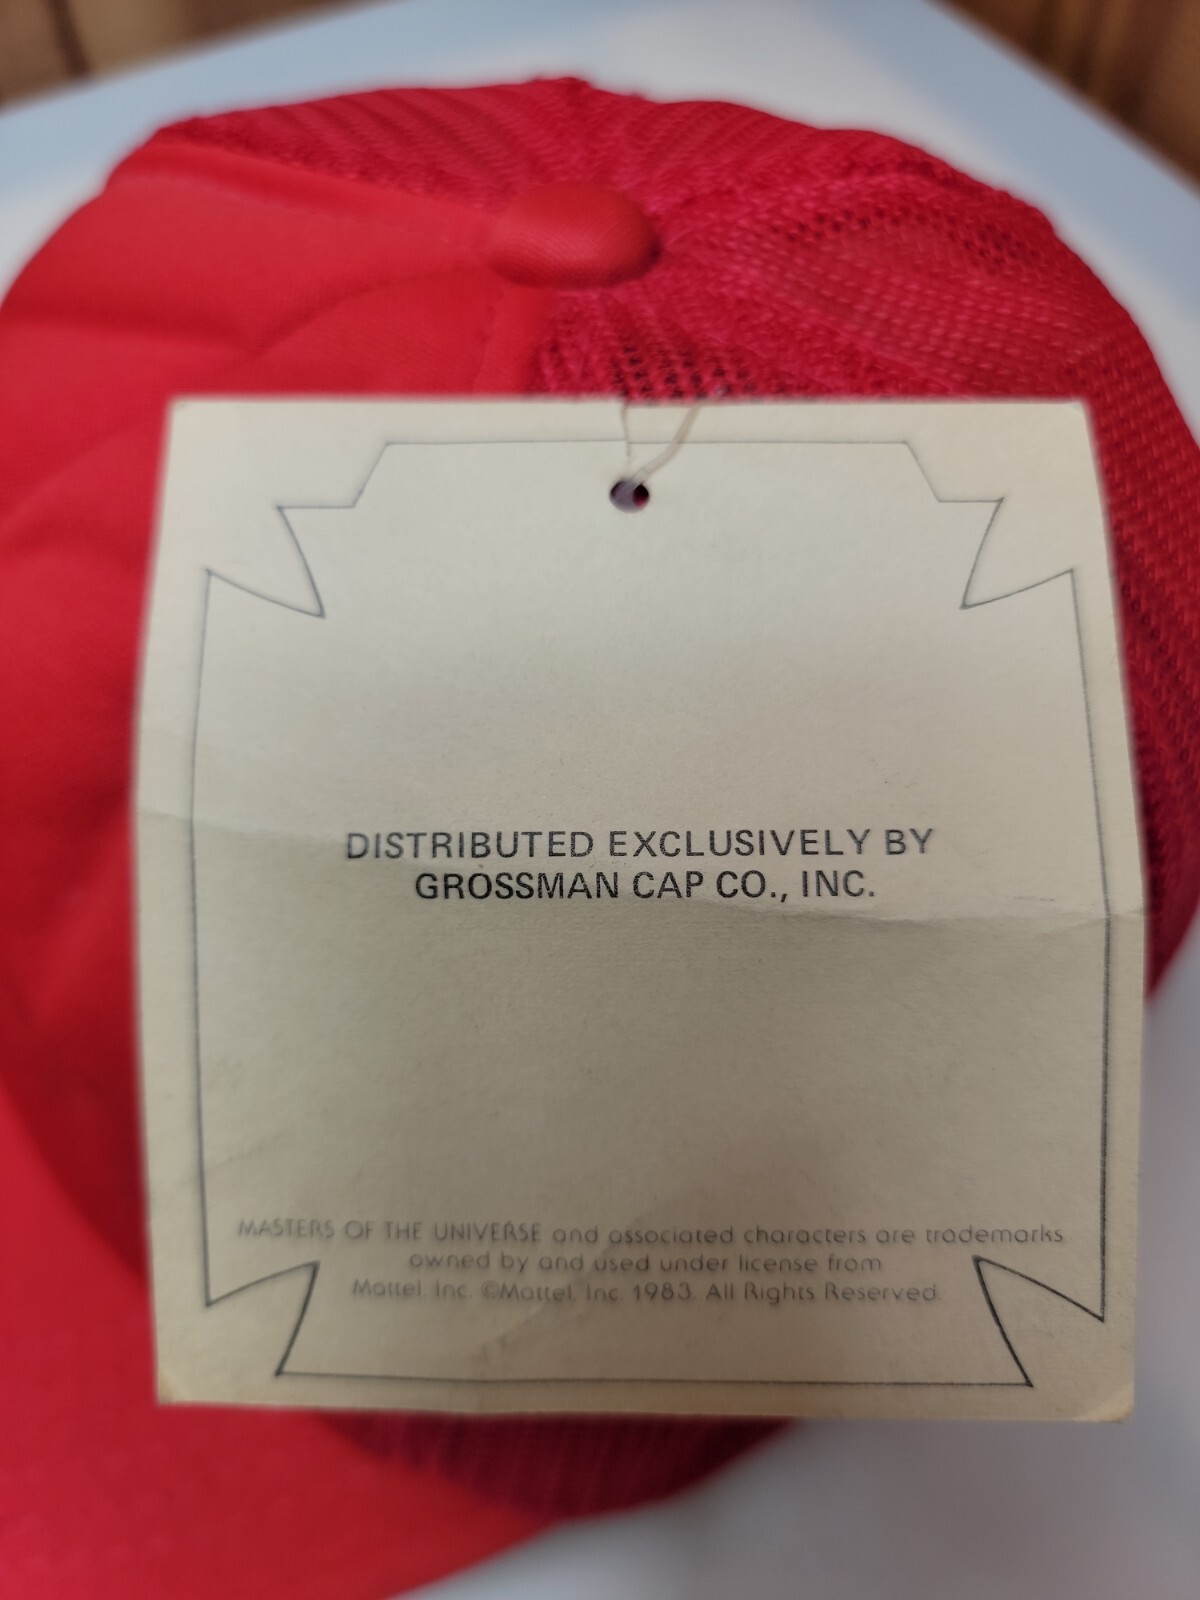 DISTRIBUTED EXCLUSIVELY BY
GROSSMAN CAP CO., INC.
MASTERS OF THE UNIVERSE and associated characters are trademarks
owned by and used under license from
Mattel, Inc. ©Mattel, Inc. 1983. All Rights Reserved.